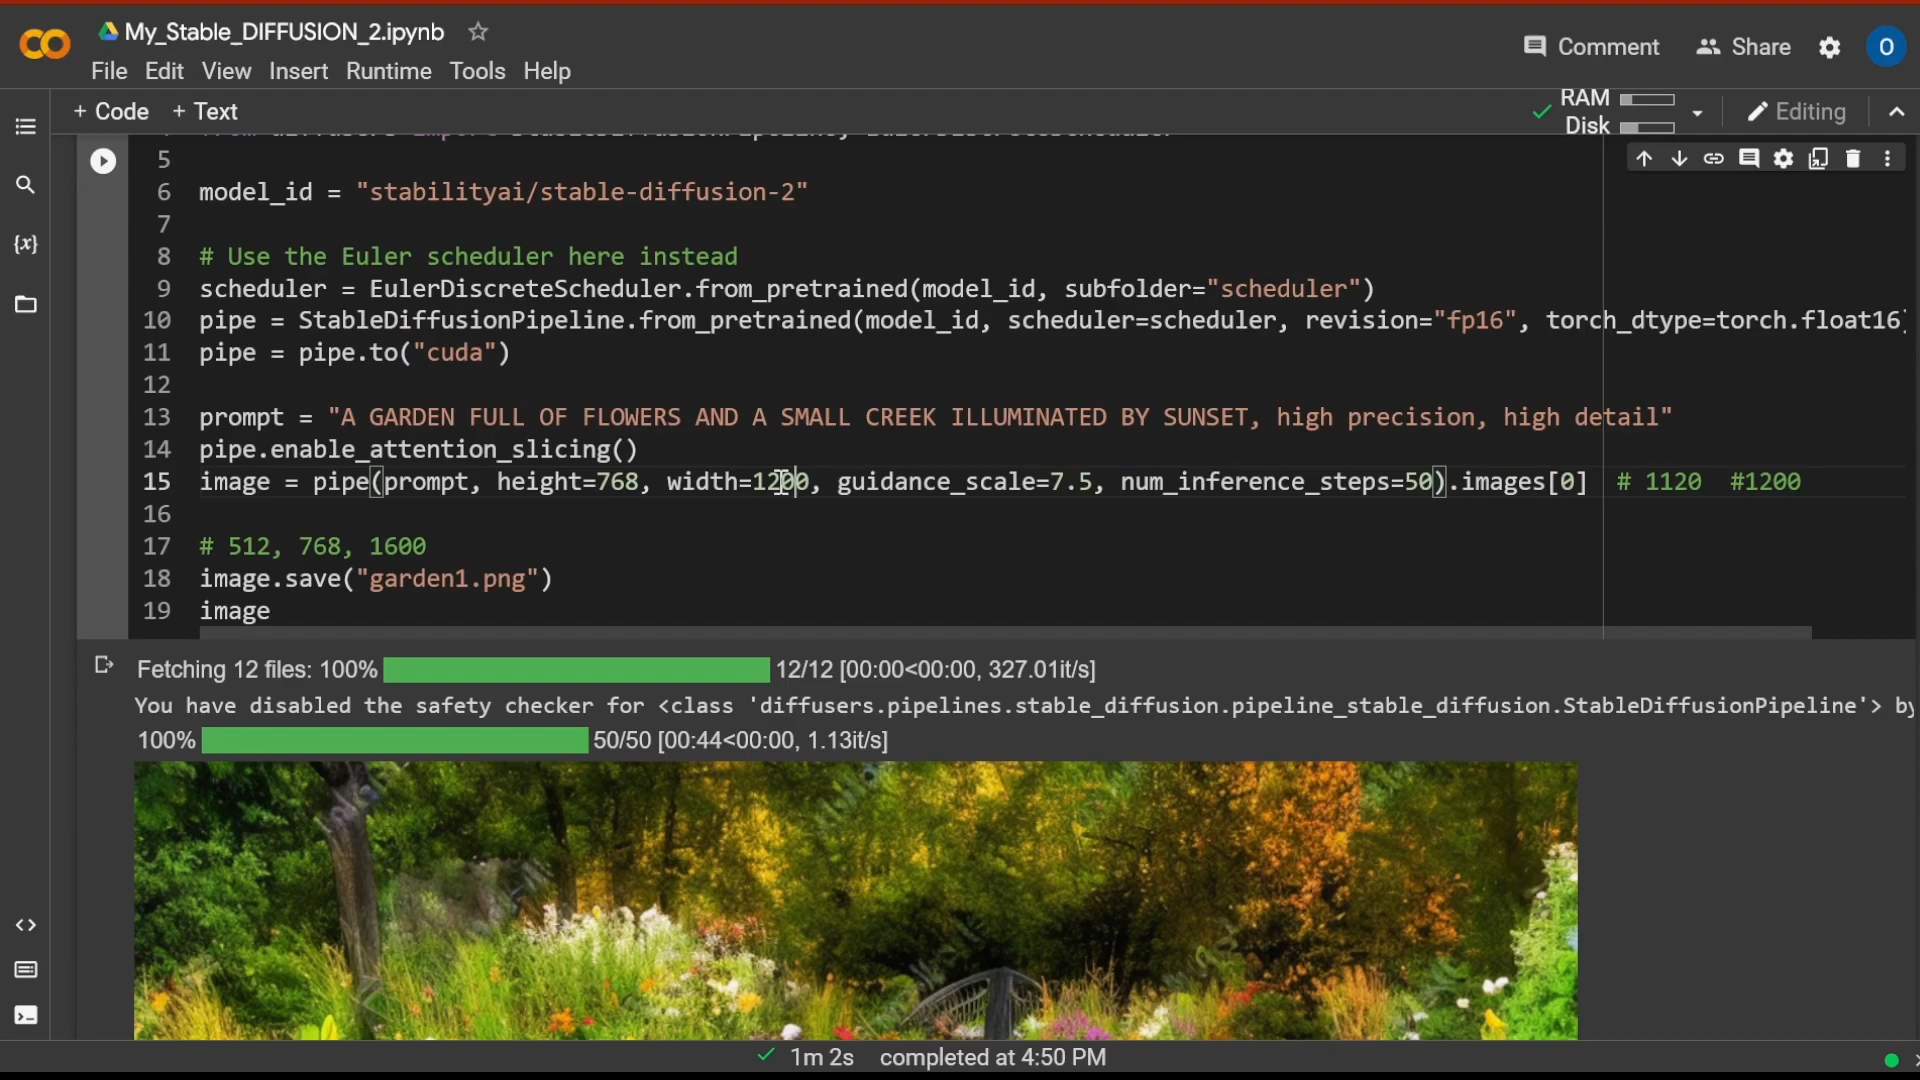 My_Stable_DIFFUSION_2.ipynb
Comment Share O
File Edit View Insert Runtime Tools Help
+ Code + Text
RAM
Disk
Editing
5
6 model_id = "stabilityai/stable-diffusion-2"
7
8 # Use the Euler scheduler here instead
9 scheduler = EulerDiscreteScheduler.from_pretrained(model_id, subfolder="scheduler")
10 pipe = StableDiffusionPipeline.from_pretrained(model_id, scheduler=scheduler, revision="fp16", torch_dtype=torch.float16)
11 pipe = pipe.to("cuda")
12
13 prompt = "A GARDEN FULL OF FLOWERS AND A SMALL CREEK ILLUMINATED BY SUNSET, high precision, high detail"
14 pipe.enable_attention_slicing()
15 image = pipe(prompt, height=768, width=1200, guidance_scale=7.5, num_inference_steps=50).images[0] # 1120 #1200
16
17 # 512, 768, 1600
18 image.save("garden1.png")
19 image
Fetching 12 files: 100% 12/12 [00:00<00:00, 327.01it/s]
You have disabled the safety checker for <class 'diffusers.pipelines.stable_diffusion.pipeline_stable_diffusion.StableDiffusionPipeline'> by
100% 50/50 [00:44<00:00, 1.13it/s]
1m 2s completed at 4:50 PM